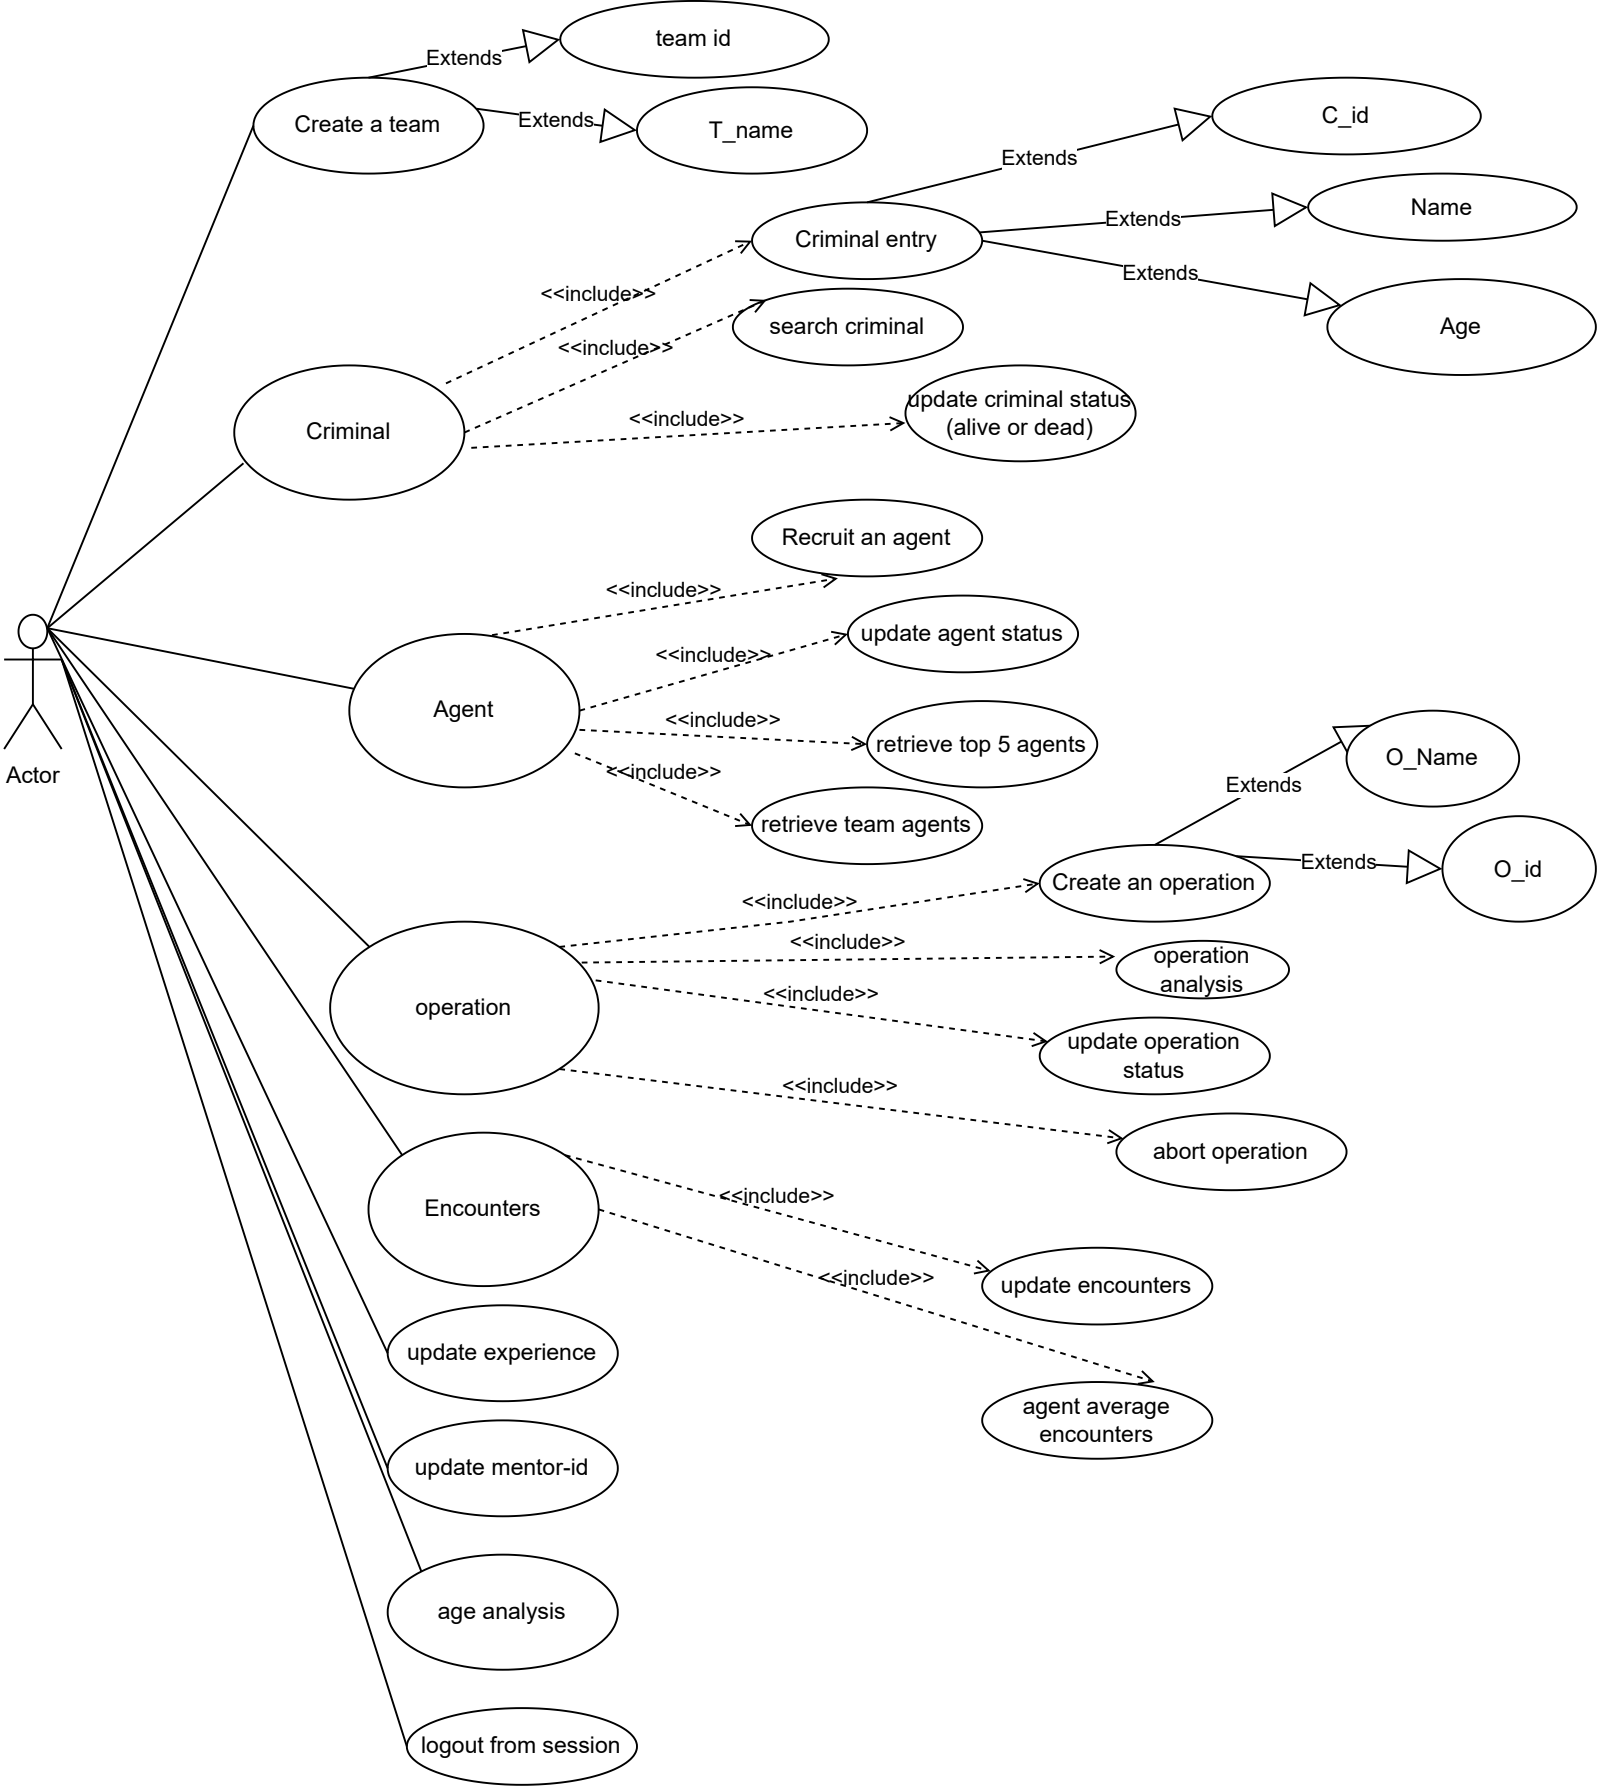 team id
Extends
Create a team
Extends
T_name
C_id
Extends
Name
Extends
Criminal entry
Extends
Age
<<include>>
search criminal
<<include>>
update criminal status
(alive or dead)
<<include>>
Criminal
Recruit an agent
<<include>>
update agent status
<<include>>
Agent
<<include>>
retrieve top 5 agents
<<include>>
retrieve team agents
Actor
O_Name
Extends
Extends
O_id
Create an operation
<<include>>
<<include>>
operation
analysis
<<include>>
operation
update operation
status
<<include>>
abort operation
Encounters
<<include>>
<<include>>
update encounters
update experience
agent average
encounters
update mentor-id
age analysis
logout from session